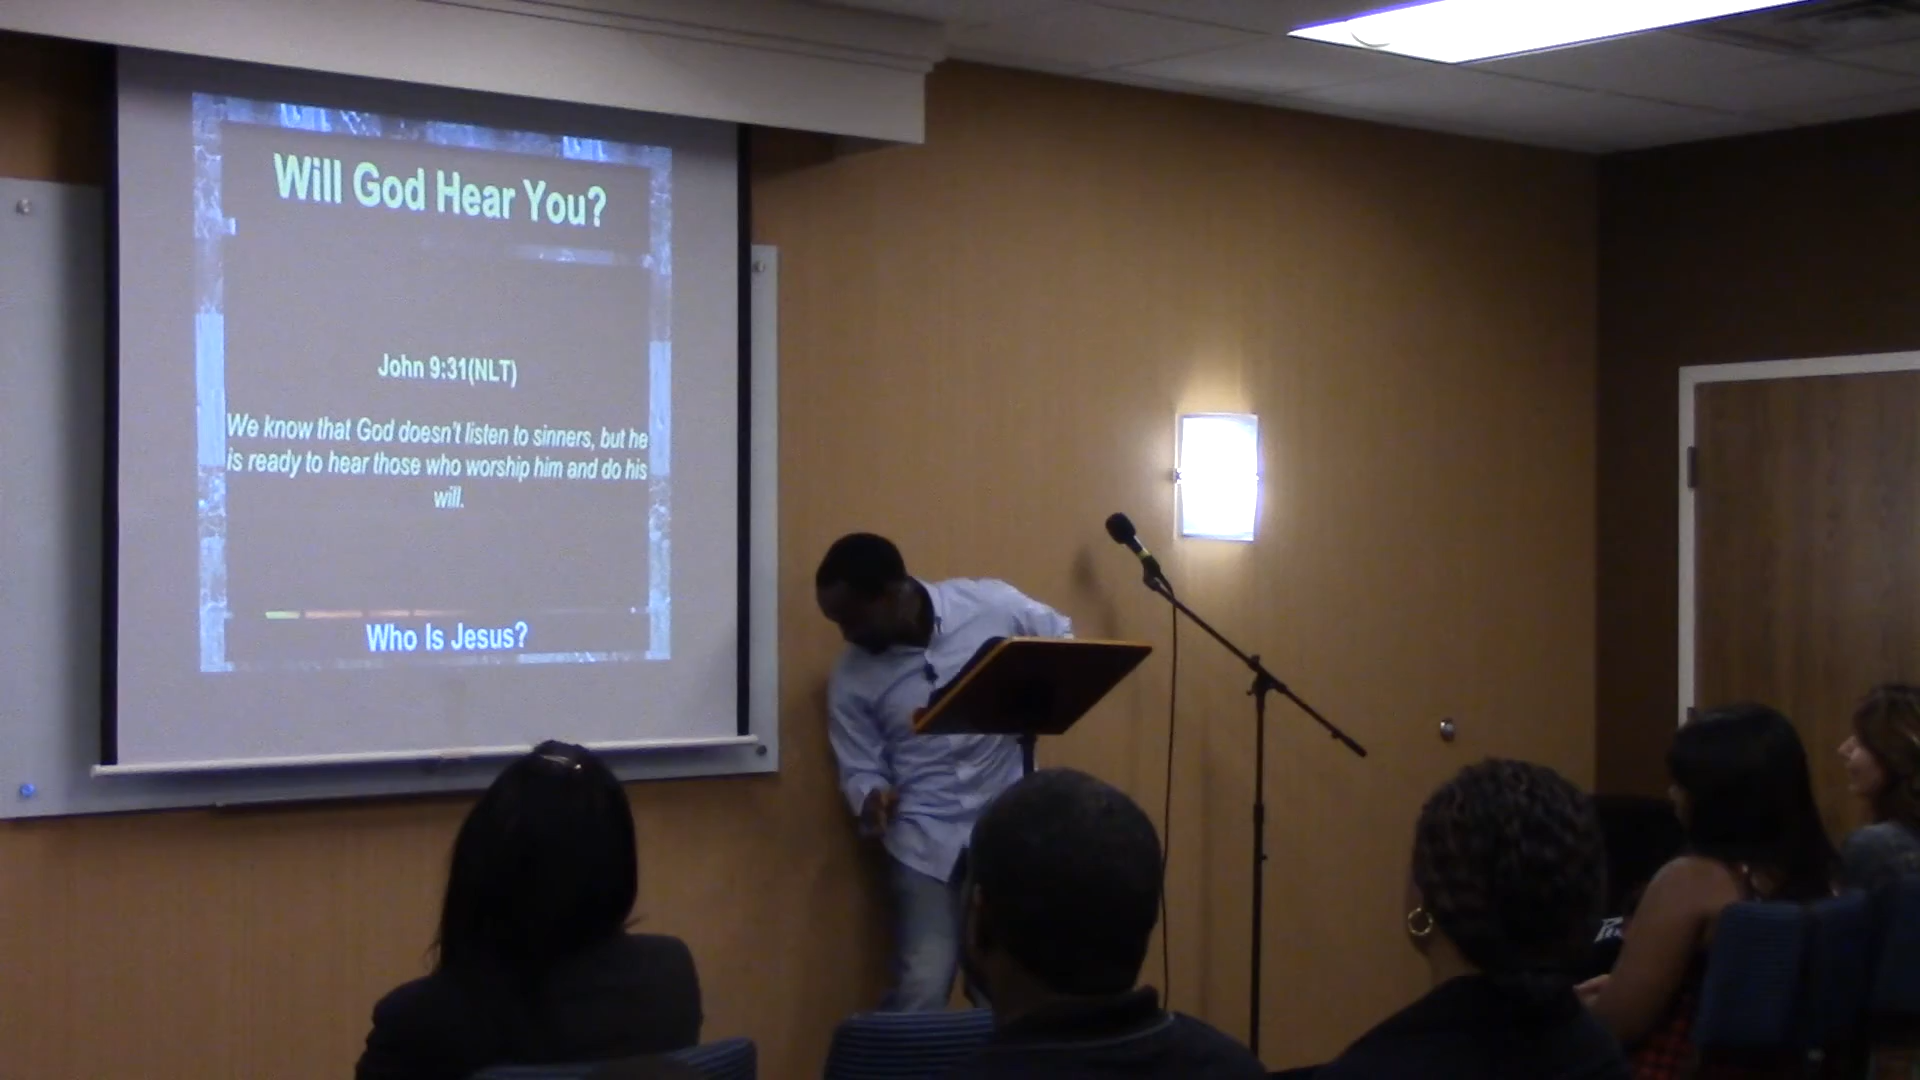 Will God Hear You?
John 9:31(NLT)
We know that God doesn't listen to sinners, but he
is ready to hear those who worship him and do his
will.
Who Is Jesus?